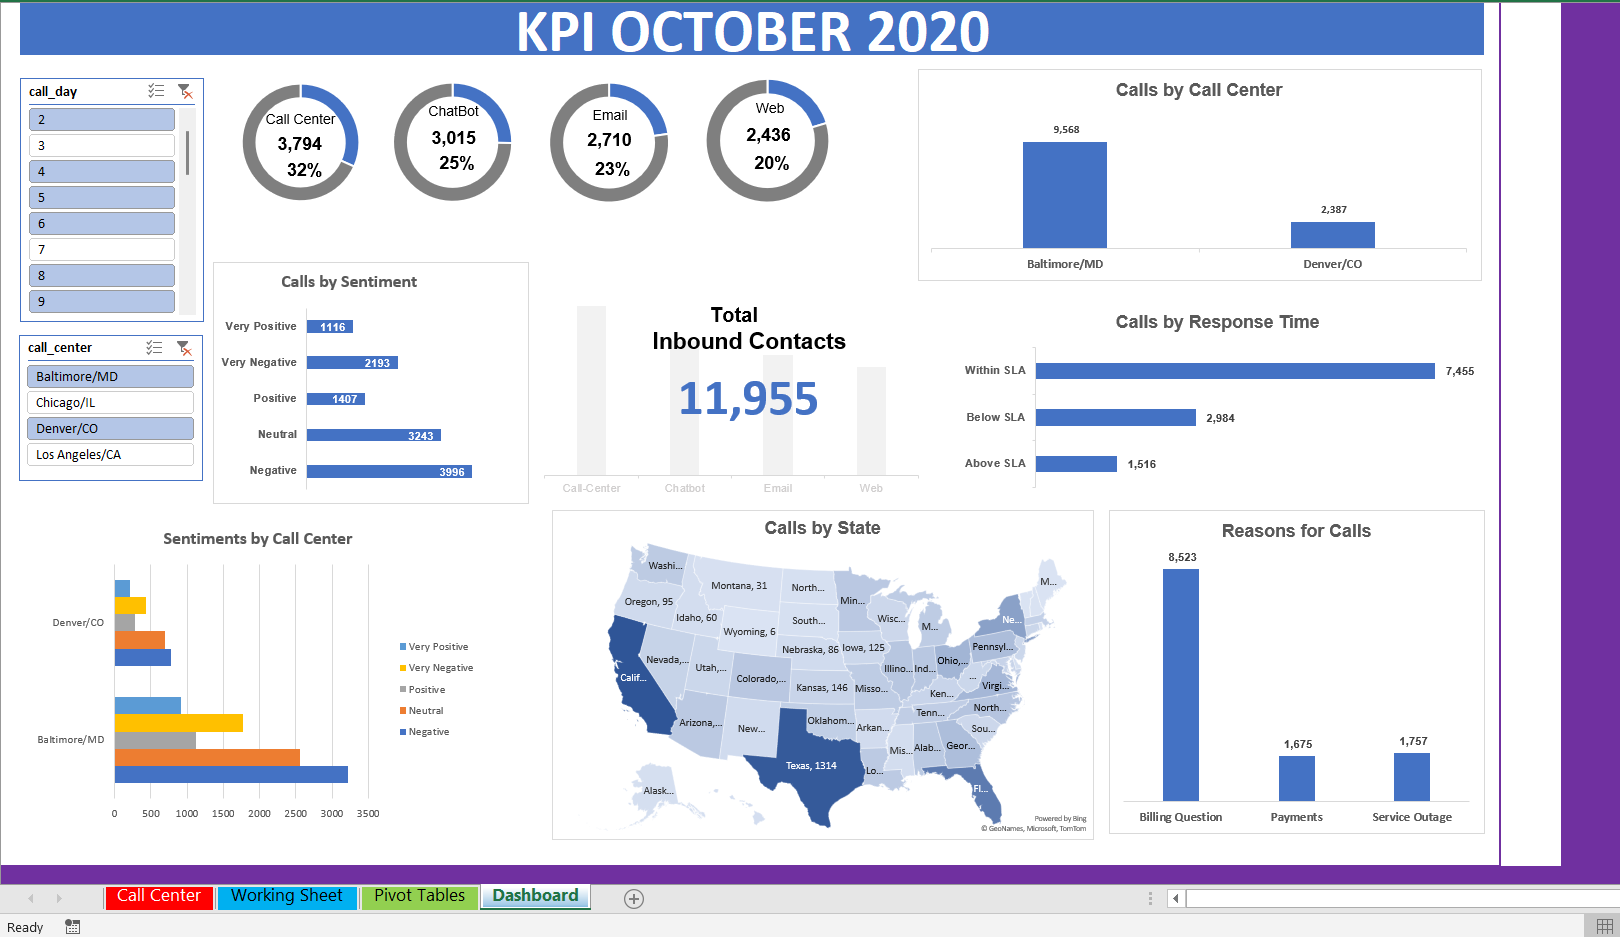 KPI OCTOBER 2020
call_day
2
3
4
5
6
7
8
9
call_center
Baltimore/MD
Chicago/IL
Denver/CO
Los Angeles/CA
Call Center
3,794
32%
ChatBot
3,015
25%
Email
2,710
23%
Web
2,436
20%
Calls by Call Center
9,568
2,387
Baltimore/MD
Denver/CO
Calls by Sentiment
Very Positive 1116
Very Negative 2193
Positive 1407
Neutral 3243
Negative 3996
Total
Inbound Contacts
11,955
Call-Center Chatbot Email Web
Calls by Response Time
Within SLA 7,455
Below SLA 2,984
Above SLA 1,516
Sentiments by Call Center
Denver/CO
Baltimore/MD
0 500 1000 1500 2000 2500 3000 3500
Very Positive
Very Negative
Positive
Neutral
Negative
Calls by State
Washi...
Montana, 31
North...
Min...
M...
Oregon, 95
Idaho, 60
Wyoming, 6
South...
Wisc...
M...
Ne...
Nebraska, 86
Iowa, 125
Pennsyl...
Nevada,...
Utah,...
Colorado,...
Kansas, 146
Misso...
Illino...
Ind...
Ohio,...
...
Virgi...
Calif...
Ken...
North...
Arizona,...
New...
Oklahom...
Arkan...
Tenn...
Sou...
Mis...
Alab...
Geor...
Texas, 1314
Lo...
Fl...
Alask...
Powered by Bing
© GeoNames, Microsoft, TomTom
Reasons for Calls
8,523
1,675
1,757
Billing Question
Payments
Service Outage
Call Center
Working Sheet
Pivot Tables
Dashboard
Ready